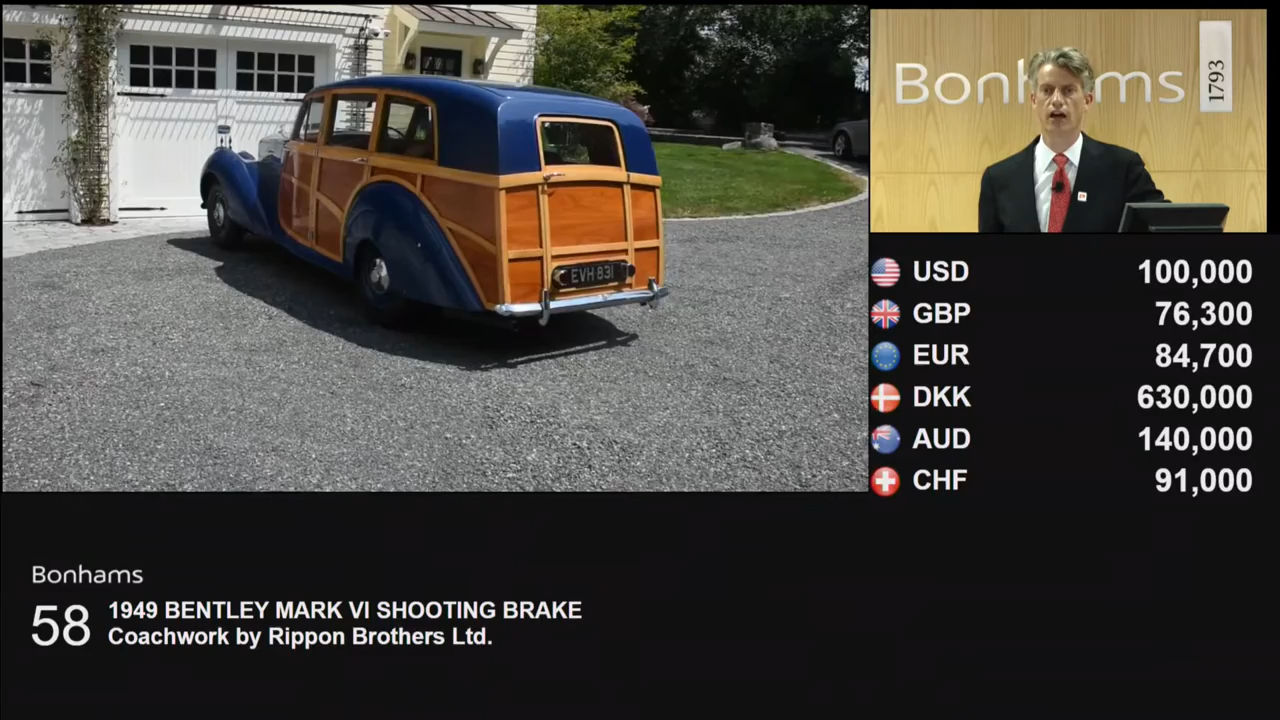 Bonhams
1793
EVH 831
USD 100,000
GBP 76,300
EUR 84,700
DKK 630,000
AUD 140,000
CHF 91,000
Bonhams
58
1949 BENTLEY MARK VI SHOOTING BRAKE
Coachwork by Rippon Brothers Ltd.